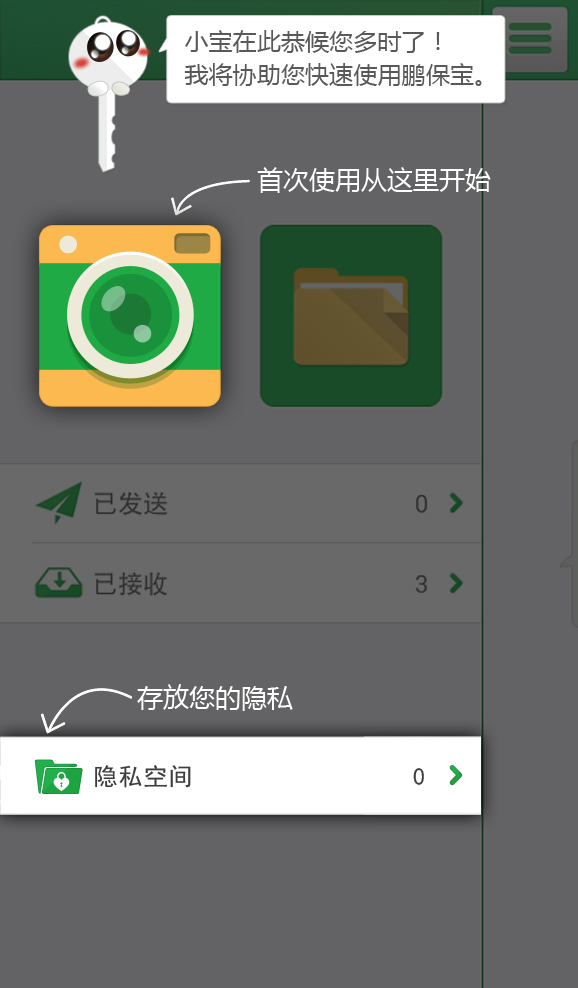 小宝在此恭候您多时了！
我将协助您快速使用鹏保宝。
首次使用从这里开始
已发送 0
已接收 3
存放您的隐私
隐私空间 0